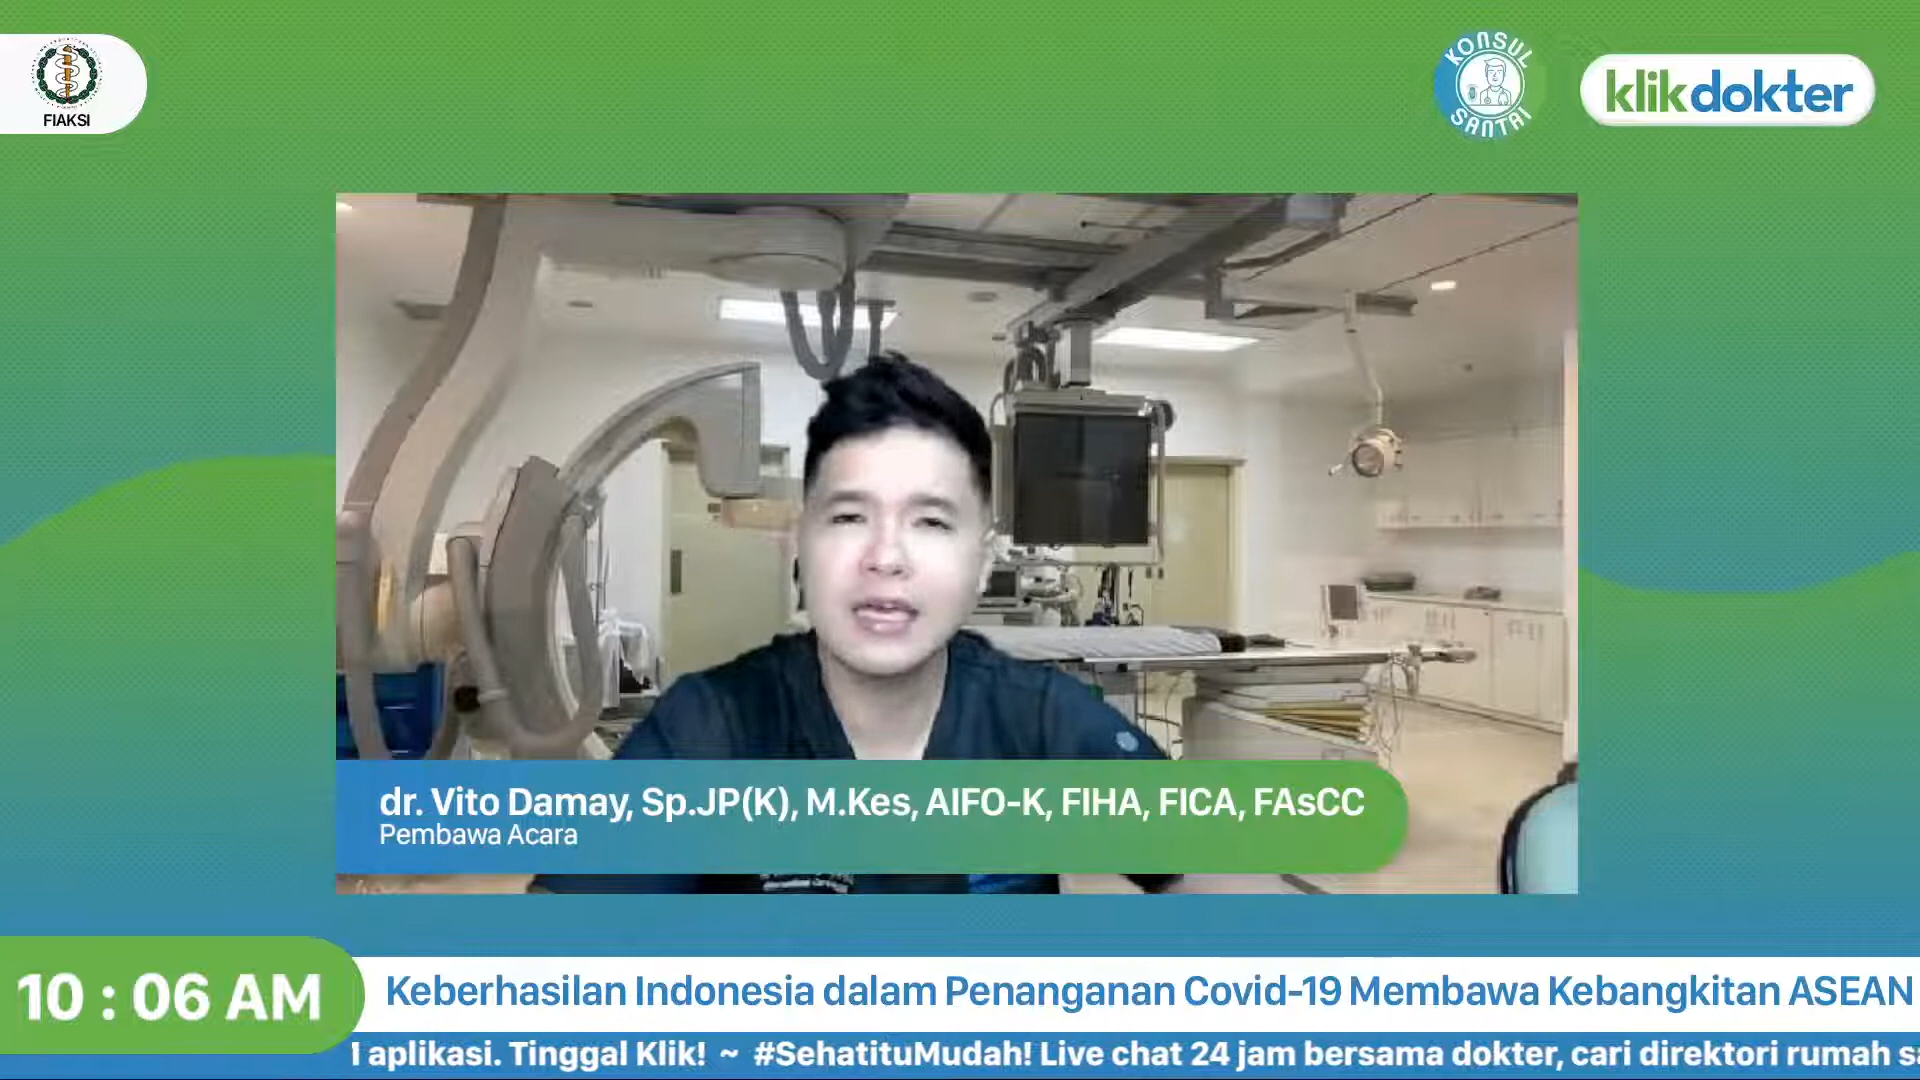 FIAKSI
KONSUL
SANTAI
klikdokter
dr. Vito Damay, Sp.JP(K), M.Kes, AIFO-K, FIHA, FICA, FAsCC
Pembawa Acara
10 : 06 AM
Keberhasilan Indonesia dalam Penanganan Covid-19 Membawa Kebangkitan ASEAN
1 aplikasi. Tinggal Klik! ~ #SehatituMudah! Live chat 24 jam bersama dokter, cari direktori rumah